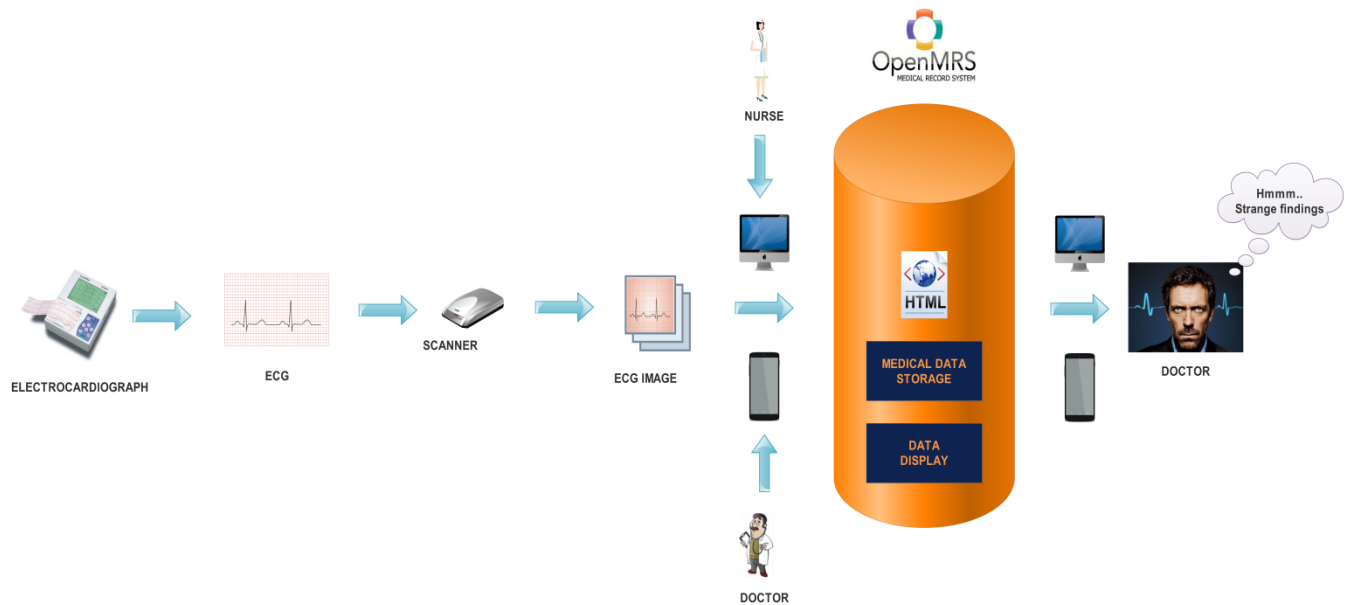 OpenMRS
MEDICAL RECORD SYSTEM
NURSE
Hmmm..
Strange findings
HTML
ELECTROCARDIOGRAPH
ECG
SCANNER
ECG IMAGE
MEDICAL DATA
STORAGE
DATA
DISPLAY
DOCTOR
DOCTOR